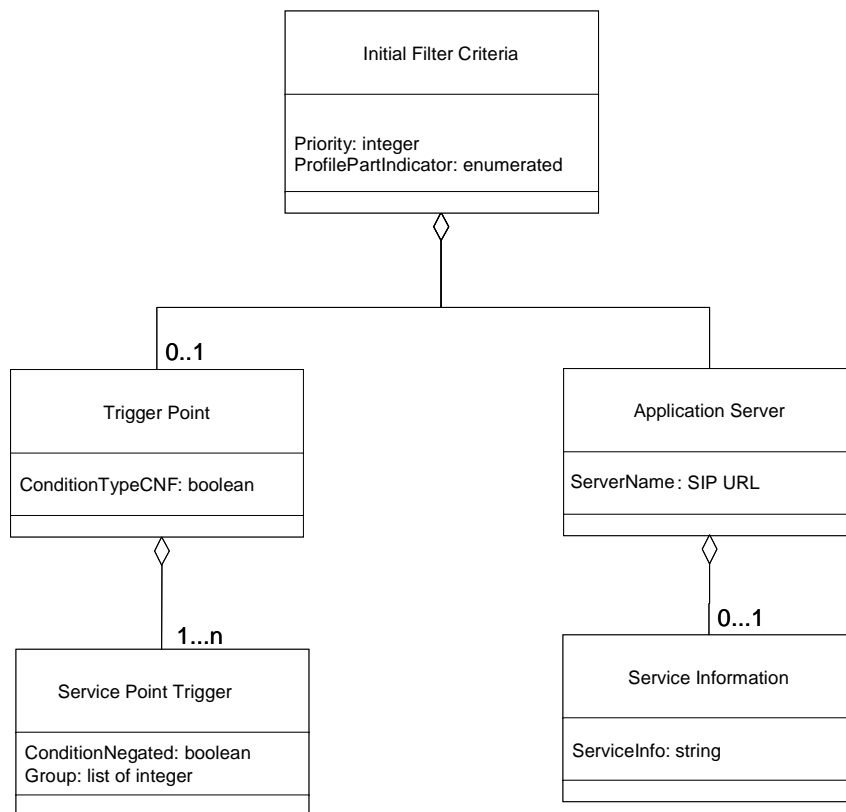 Initial Filter Criteria
Priority: integer
ProfilePartIndicator: enumerated
0..1
Trigger Point
ConditionTypeCNF: boolean
Application Server
ServerName: SIP URL
1...n
0...1
Service Point Trigger
ConditionNegated: boolean
Group: list of integer
Service Information
ServiceInfo: string